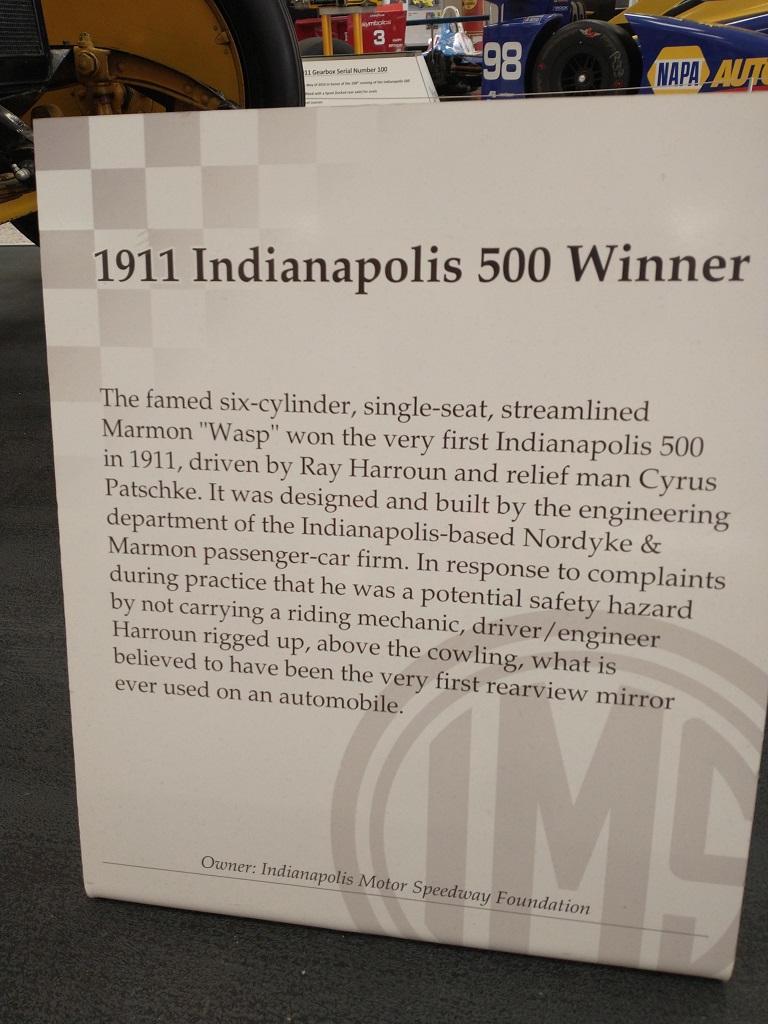 GOODYEAR
symbolics
3
98
NAPA AUTO
11 Gearbox Serial Number 100
1911 Indianapolis 500 Winner
The famed six-cylinder, single-seat, streamlined
Marmon "Wasp" won the very first Indianapolis 500
in 1911, driven by Ray Harroun and relief man Cyrus
Patschke. It was designed and built by the engineering
department of the Indianapolis-based Nordyke &
Marmon passenger-car firm. In response to complaints
during practice that he was a potential safety hazard
by not carrying a riding mechanic, driver/engineer
Harroun rigged up, above the cowling, what is
believed to have been the very first rearview mirror
ever used on an automobile.
IMS
Owner: Indianapolis Motor Speedway Foundation